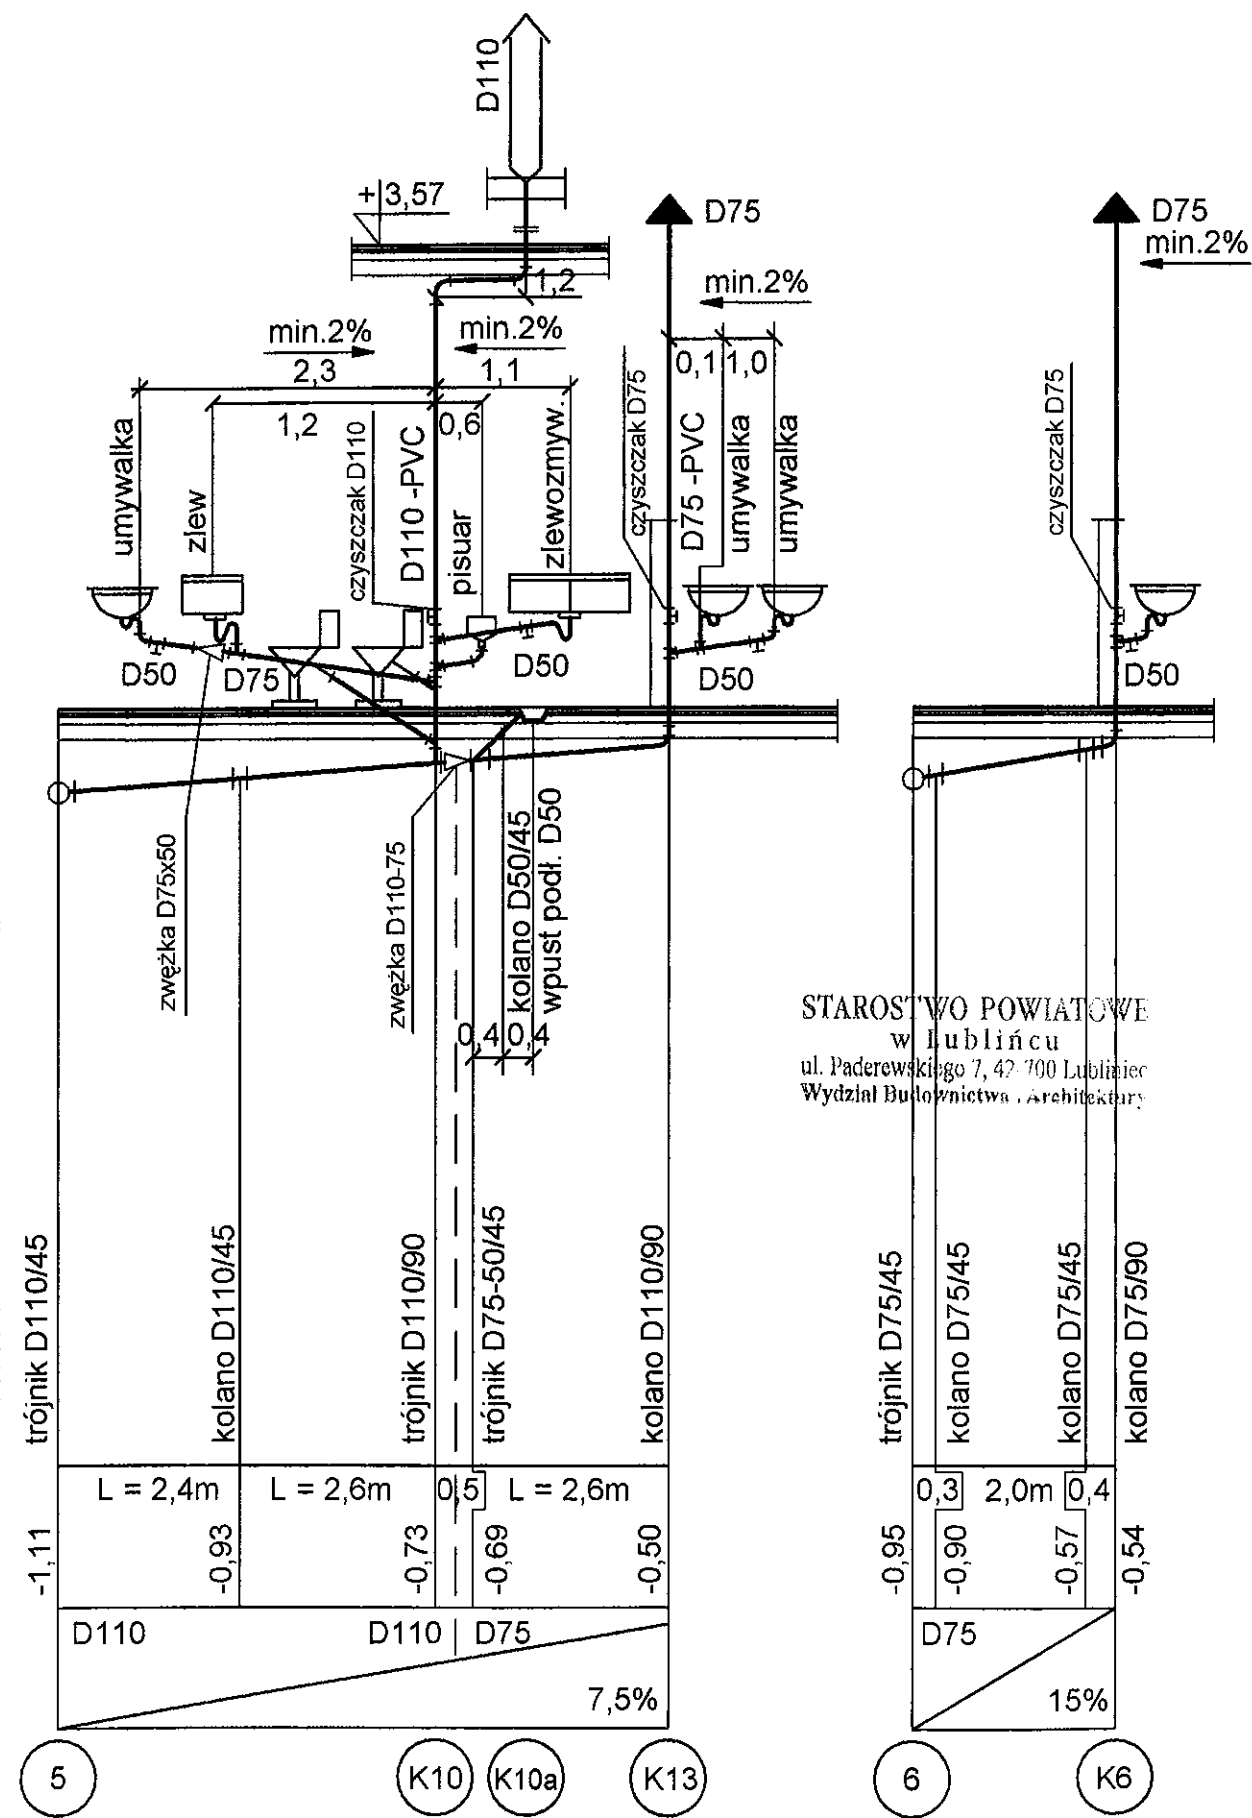 D110
+3,57
1,2
D75
min.2%
0,1
1,0
D75
min.2%
min.2%
2,3
min.2%
1,1
1,2
0,6
umywalka
zlew
czyszczak D110
D110 -PVC
pisuar
zlewozmyw.
czyszczak D75
D75 -PVC
umywalka
umywalka
czyszczak D75
D50
D75
D50
D50
D50
zwężka D75x50
zwężka D110-75
kolano D50/45
wpust podł. D50
0,4
0,4
STAROSTWO POWIATOWE
w Lublińcu
ul. Paderewskiego 7, 42-700 Lubliniec
Wydział Budownictwa i Architektury
trójnik D110/45
kolano D110/45
trójnik D110/90
trójnik D75-50/45
kolano D110/90
trójnik D75/45
kolano D75/45
kolano D75/45
kolano D75/90
L = 2,4m
L = 2,6m
0,5
L = 2,6m
0,3
2,0m
0,4
-1,11
-0,93
-0,73
-0,69
-0,50
-0,95
-0,90
-0,57
-0,54
D110
D110
D75
7,5%
D75
15%
5
K10
K10a
K13
6
K6